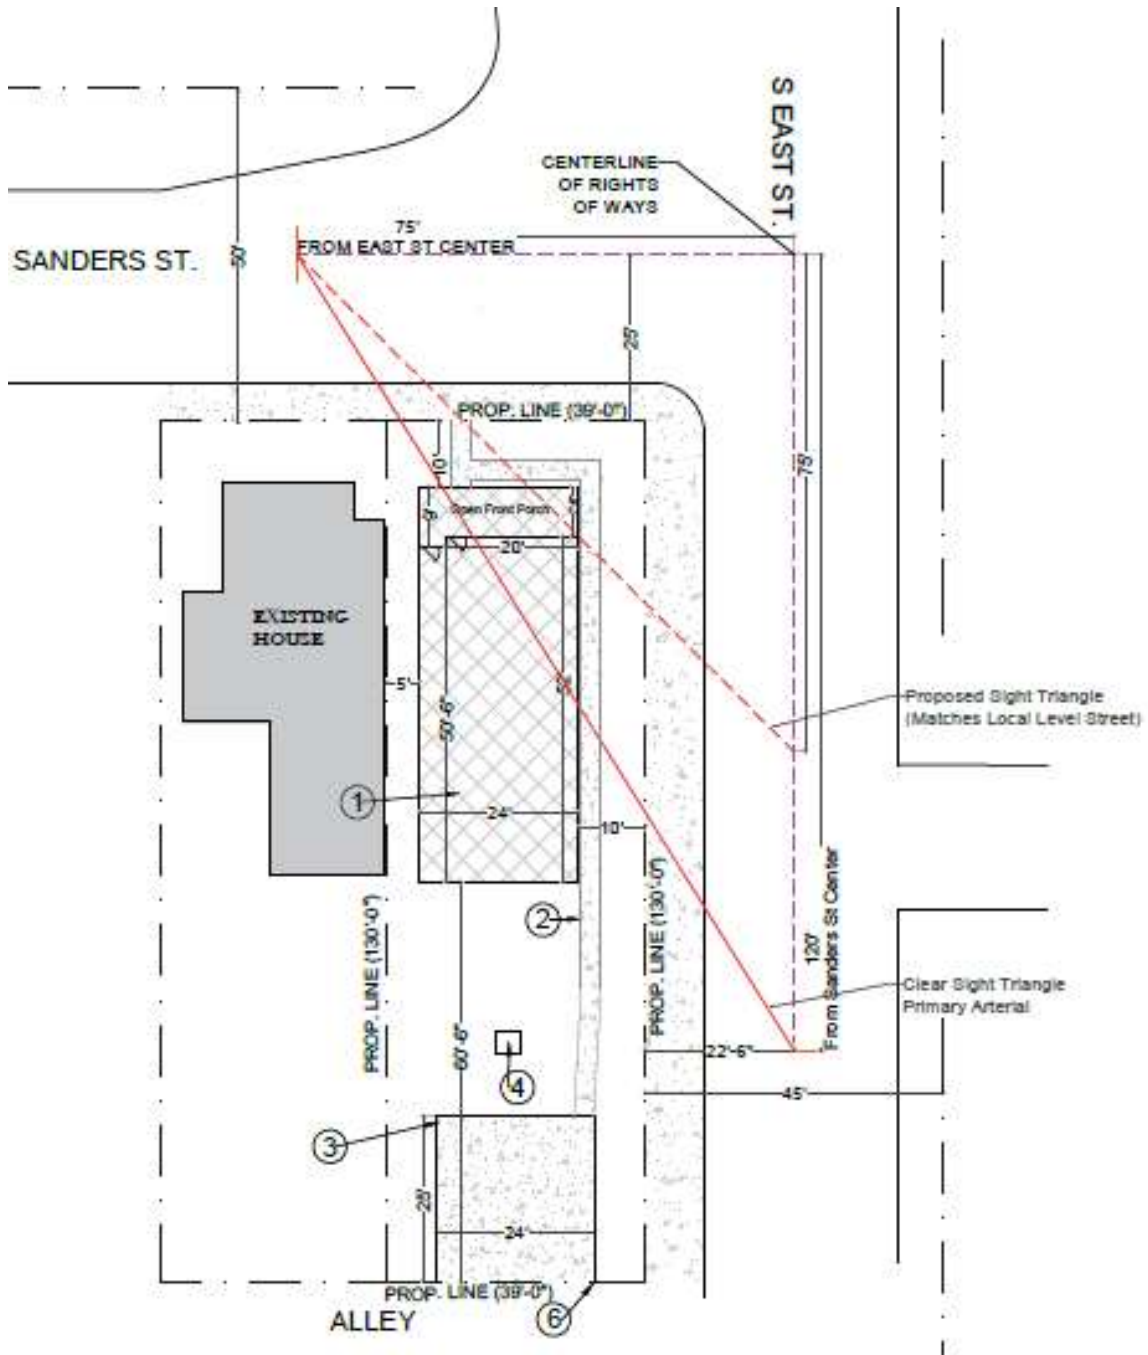 S EAST ST.
CENTERLINE
OF RIGHTS
OF WAYS
75'
FROM EAST ST CENTER
SANDERS ST.
50'
25'
PROP. LINE (39'-0")
10'
75'
Open Front Porch
20'
EXISTING
HOUSE
5'
50'-6"
Proposed Sight Triangle
(Matches Local Level Street)
1
24'
10'
PROP. LINE (130'-0")
PROP. LINE (130'-0")
2
120'
From Sanders St Center
Clear Sight Triangle
Primary Arterial
60'-6"
22'-6"
4
45'
3
25'
24'
PROP. LINE (39'-0")
ALLEY
6